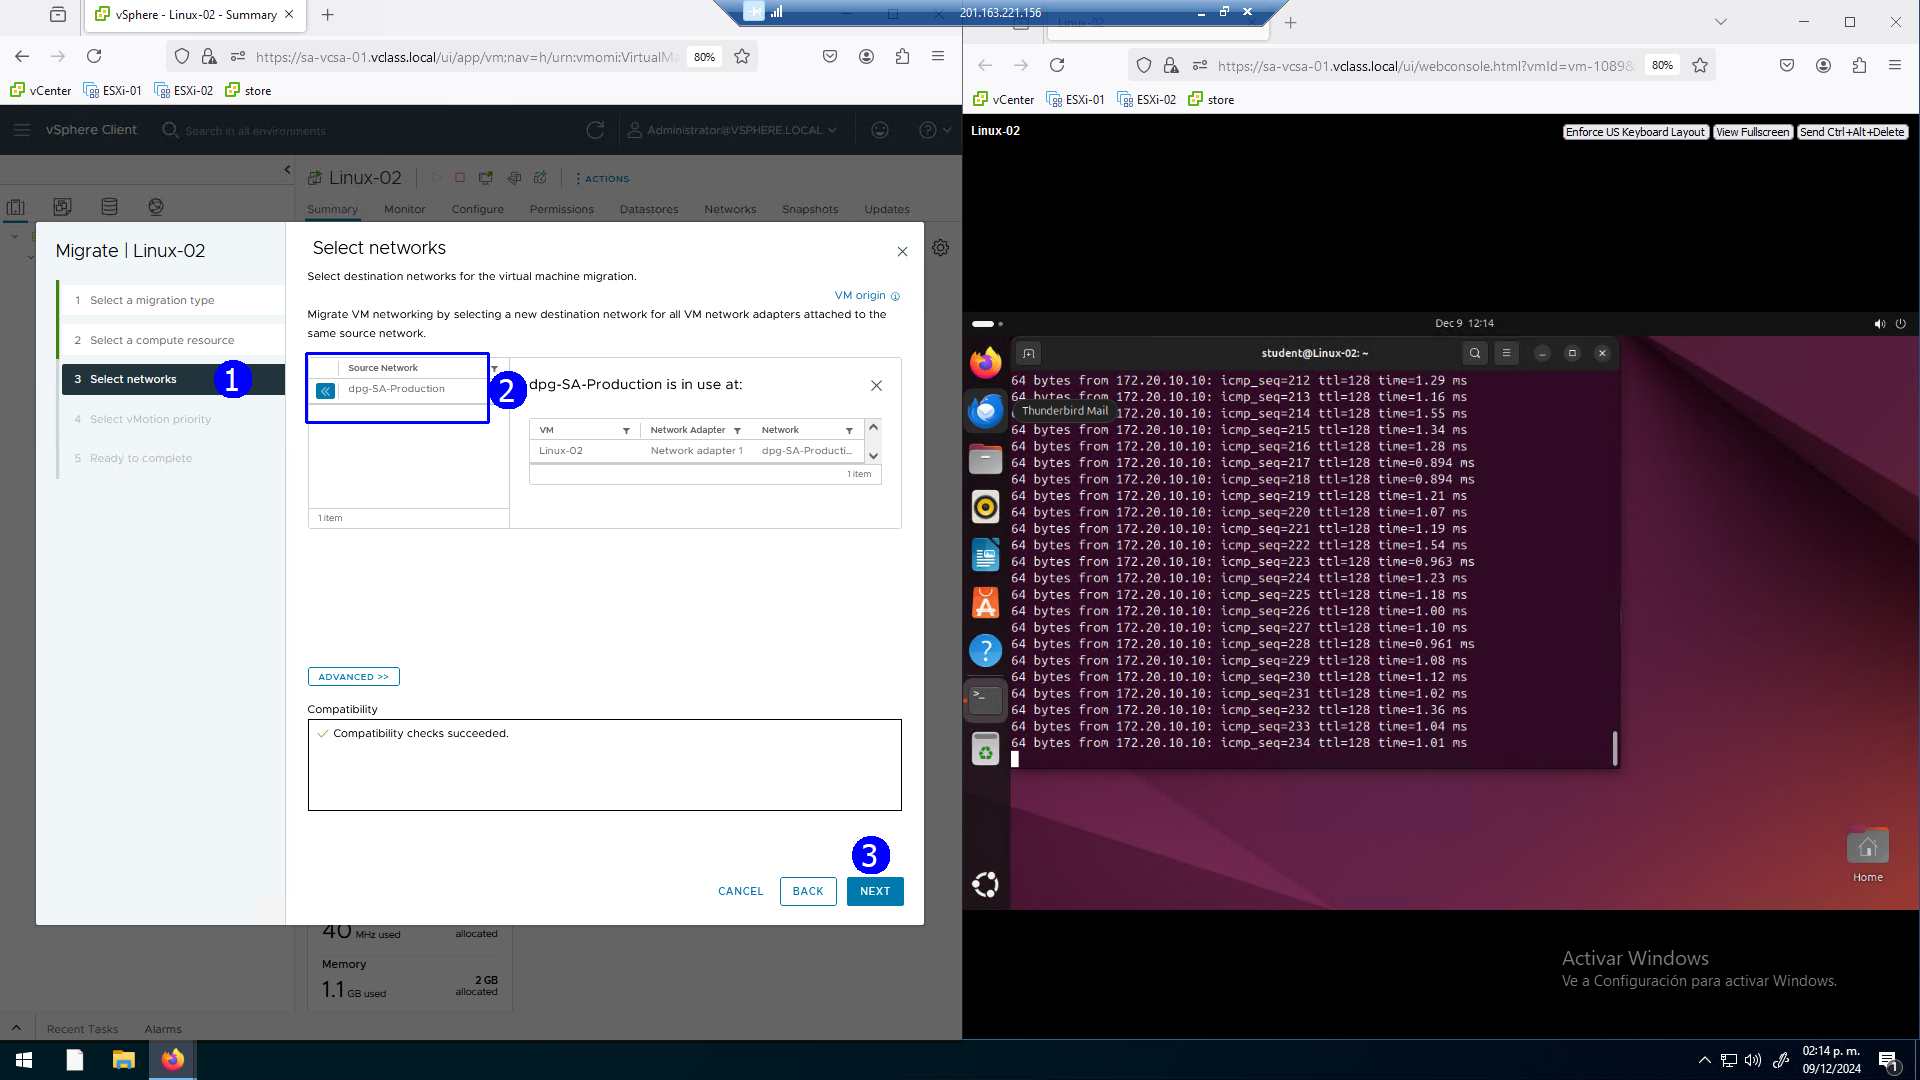 vSphere - Linux-02 - Summary
201.163.221.156
Linux-02
https://sa-vcsa-01.vclass.local/ui/app/vm;nav=h/urn:vmomi:VirtualMa
80%
https://sa-vcsa-01.vclass.local/ui/webconsole.html?vmId=vm-1089&
80%
vCenter
ESXi-01
ESXi-02
store
vCenter
ESXi-01
ESXi-02
store
vSphere Client
Search in all environments
Administrator@VSPHERE.LOCAL
Linux-02
Enforce US Keyboard Layout
View Fullscreen
Send Ctrl+Alt+Delete
Linux-02
ACTIONS
Summary
Monitor
Configure
Permissions
Datastores
Networks
Snapshots
Updates
Migrate | Linux-02
1 Select a migration type
2 Select a compute resource
3 Select networks
1
4 Select vMotion priority
5 Ready to complete
Select networks
Select destination networks for the virtual machine migration.
VM origin
Migrate VM networking by selecting a new destination network for all VM network adapters attached to the
same source network.
Source Network
dpg-SA-Production
2
1 item
dpg-SA-Production is in use at:
VM
Network Adapter
Network
Linux-02
Network adapter 1
dpg-SA-Producti...
1 item
ADVANCED >>
Compatibility
Compatibility checks succeeded.
3
CANCEL
BACK
NEXT
40 MHz used
allocated
Memory
1.1 GB used
2 GB
allocated
Recent Tasks
Alarms
Dec 9 12:14
student@Linux-02: ~
64 bytes from 172.20.10.10: icmp_seq=212 ttl=128 time=1.29 ms
64 bytes from 172.20.10.10: icmp_seq=213 ttl=128 time=1.16 ms
Thunderbird Mail
64 bytes from 172.20.10.10: icmp_seq=214 ttl=128 time=1.55 ms
64 bytes from 172.20.10.10: icmp_seq=215 ttl=128 time=1.34 ms
64 bytes from 172.20.10.10: icmp_seq=216 ttl=128 time=1.28 ms
64 bytes from 172.20.10.10: icmp_seq=217 ttl=128 time=0.894 ms
64 bytes from 172.20.10.10: icmp_seq=218 ttl=128 time=0.894 ms
64 bytes from 172.20.10.10: icmp_seq=219 ttl=128 time=1.21 ms
64 bytes from 172.20.10.10: icmp_seq=220 ttl=128 time=1.07 ms
64 bytes from 172.20.10.10: icmp_seq=221 ttl=128 time=1.19 ms
64 bytes from 172.20.10.10: icmp_seq=222 ttl=128 time=1.54 ms
64 bytes from 172.20.10.10: icmp_seq=223 ttl=128 time=0.963 ms
64 bytes from 172.20.10.10: icmp_seq=224 ttl=128 time=1.23 ms
64 bytes from 172.20.10.10: icmp_seq=225 ttl=128 time=1.18 ms
64 bytes from 172.20.10.10: icmp_seq=226 ttl=128 time=1.00 ms
64 bytes from 172.20.10.10: icmp_seq=227 ttl=128 time=1.10 ms
64 bytes from 172.20.10.10: icmp_seq=228 ttl=128 time=0.961 ms
64 bytes from 172.20.10.10: icmp_seq=229 ttl=128 time=1.08 ms
64 bytes from 172.20.10.10: icmp_seq=230 ttl=128 time=1.12 ms
64 bytes from 172.20.10.10: icmp_seq=231 ttl=128 time=1.02 ms
64 bytes from 172.20.10.10: icmp_seq=232 ttl=128 time=1.36 ms
64 bytes from 172.20.10.10: icmp_seq=233 ttl=128 time=1.04 ms
64 bytes from 172.20.10.10: icmp_seq=234 ttl=128 time=1.01 ms
Home
Activar Windows
Ve a Configuración para activar Windows.
02:14 p. m.
09/12/2024
1